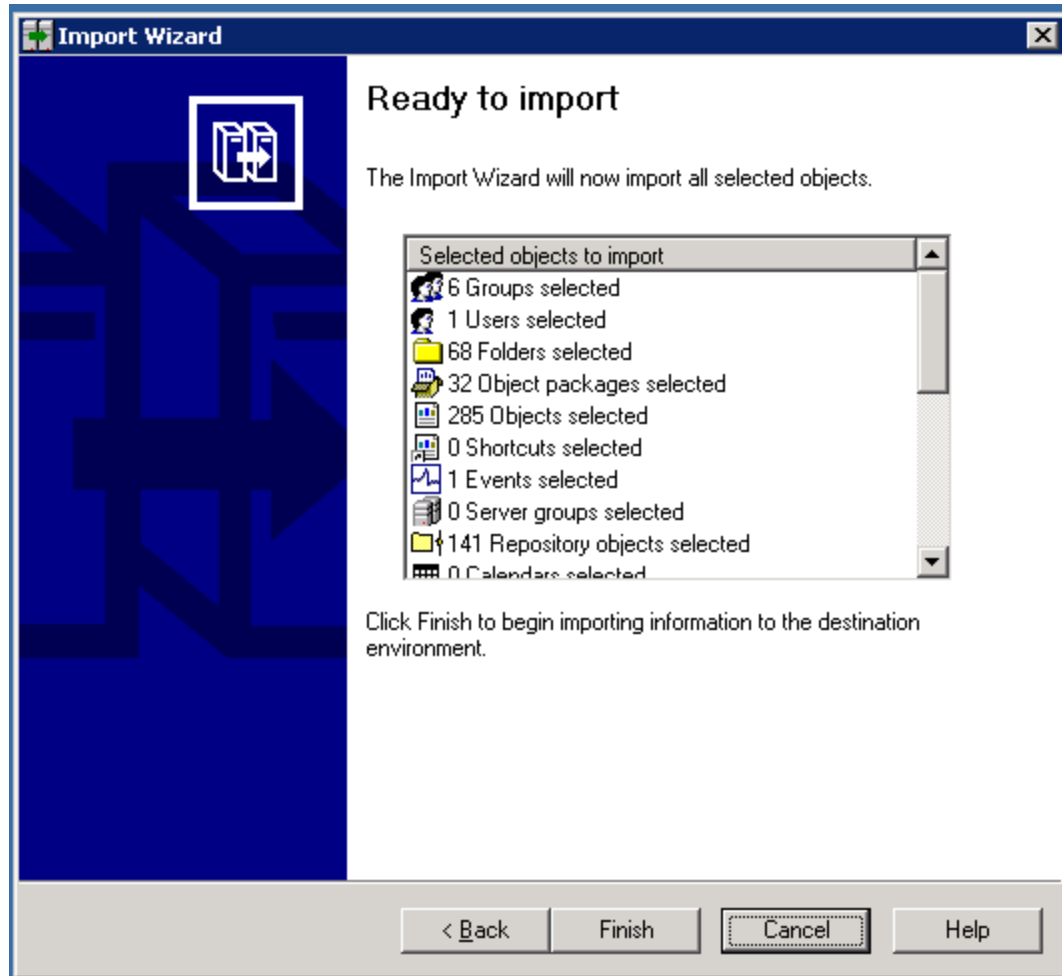 Import Wizard
Ready to import
The Import Wizard will now import all selected objects.
Selected objects to import
6 Groups selected
1 Users selected
68 Folders selected
32 Object packages selected
285 Objects selected
0 Shortcuts selected
1 Events selected
0 Server groups selected
141 Repository objects selected
0 Calendars selected
Click Finish to begin importing information to the destination
environment.
< Back Finish Cancel Help